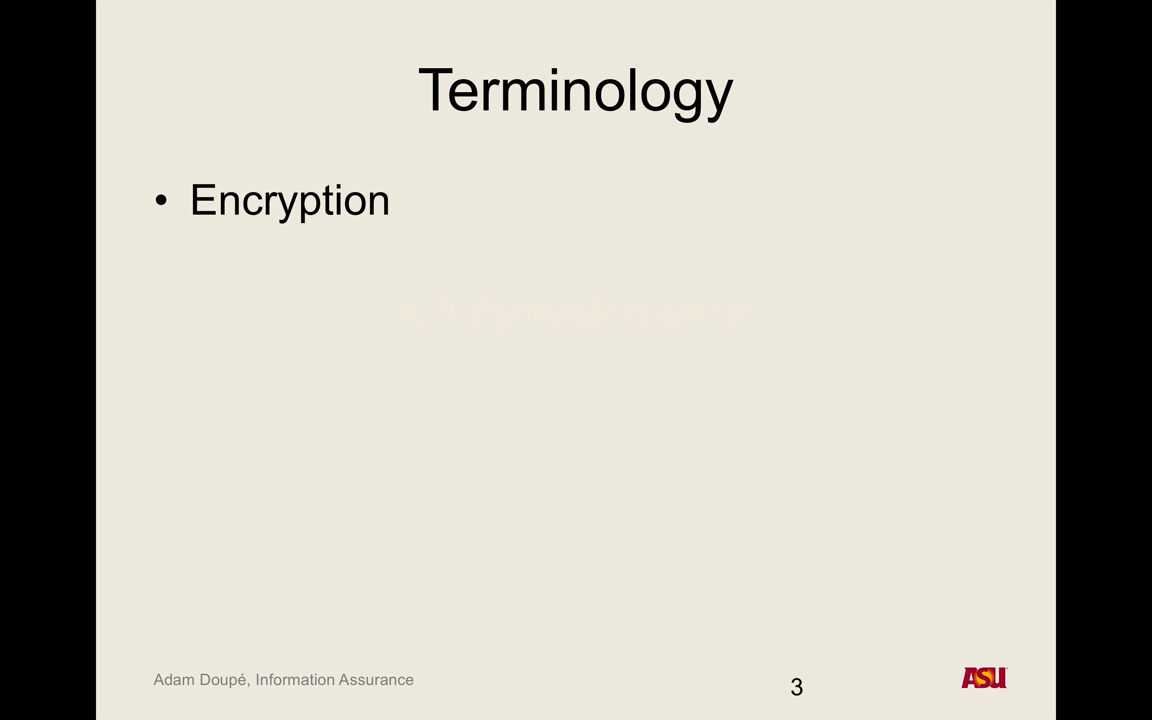 Terminology
• Encryption
Adam Doupé, Information Assurance
3
ASU